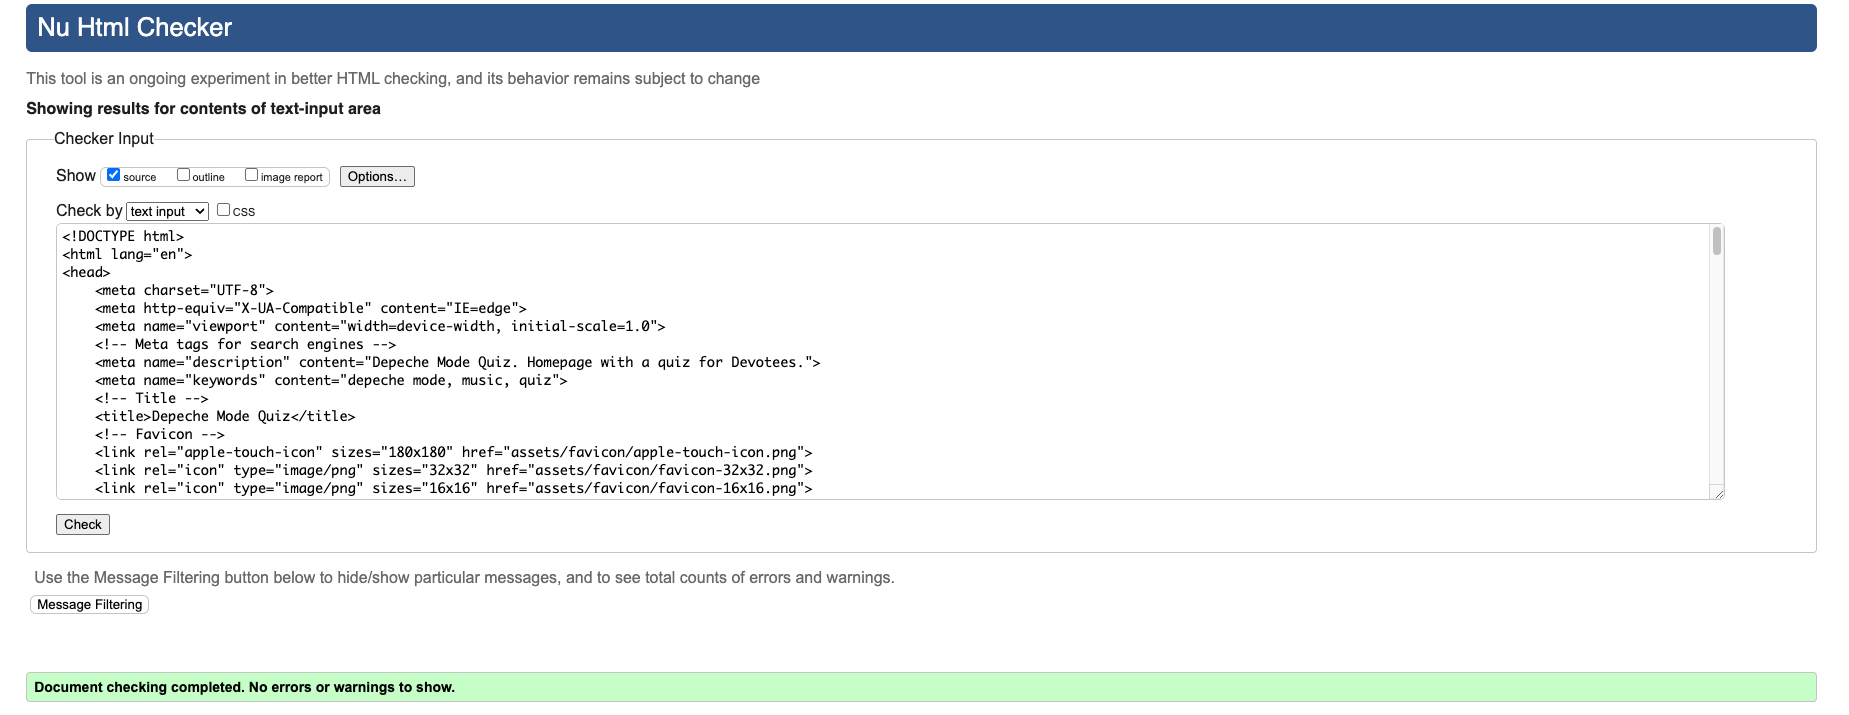 Nu Html Checker
This tool is an ongoing experiment in better HTML checking, and its behavior remains subject to change
Showing results for contents of text-input area
Checker Input
Show source outline image report Options...
Check by text input css
<!DOCTYPE html>
<html lang="en">
<head>
    <meta charset="UTF-8">
    <meta http-equiv="X-UA-Compatible" content="IE=edge">
    <meta name="viewport" content="width=device-width, initial-scale=1.0">
    <!-- Meta tags for search engines -->
    <meta name="description" content="Depeche Mode Quiz. Homepage with a quiz for Devotees.">
    <meta name="keywords" content="depeche mode, music, quiz">
    <!-- Title -->
    <title>Depeche Mode Quiz</title>
    <!-- Favicon -->
    <link rel="apple-touch-icon" sizes="180x180" href="assets/favicon/apple-touch-icon.png">
    <link rel="icon" type="image/png" sizes="32x32" href="assets/favicon/favicon-32x32.png">
    <link rel="icon" type="image/png" sizes="16x16" href="assets/favicon/favicon-16x16.png">
Check
Use the Message Filtering button below to hide/show particular messages, and to see total counts of errors and warnings.
Message Filtering
Document checking completed. No errors or warnings to show.